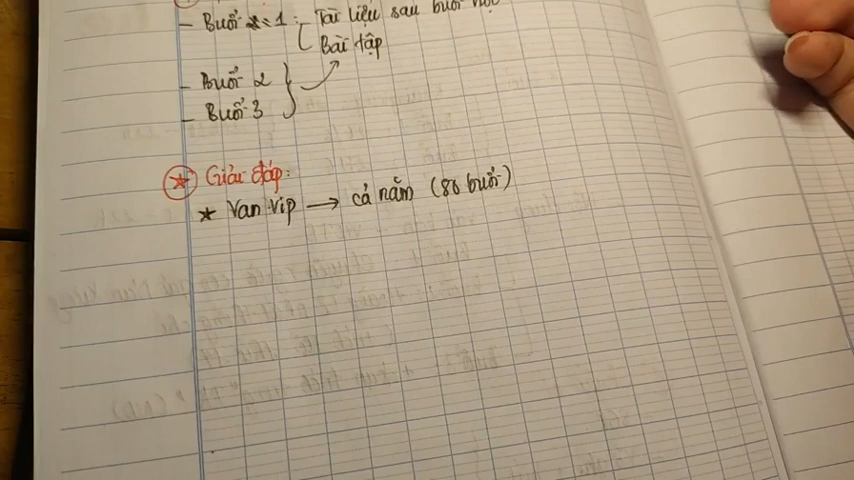 - Buổi 1: Tài liệu sau buổi học
Bài tập
- Buổi 2
- Buổi 3
* Giải đáp:
* Văn Vip → cả năm (80 buổi)